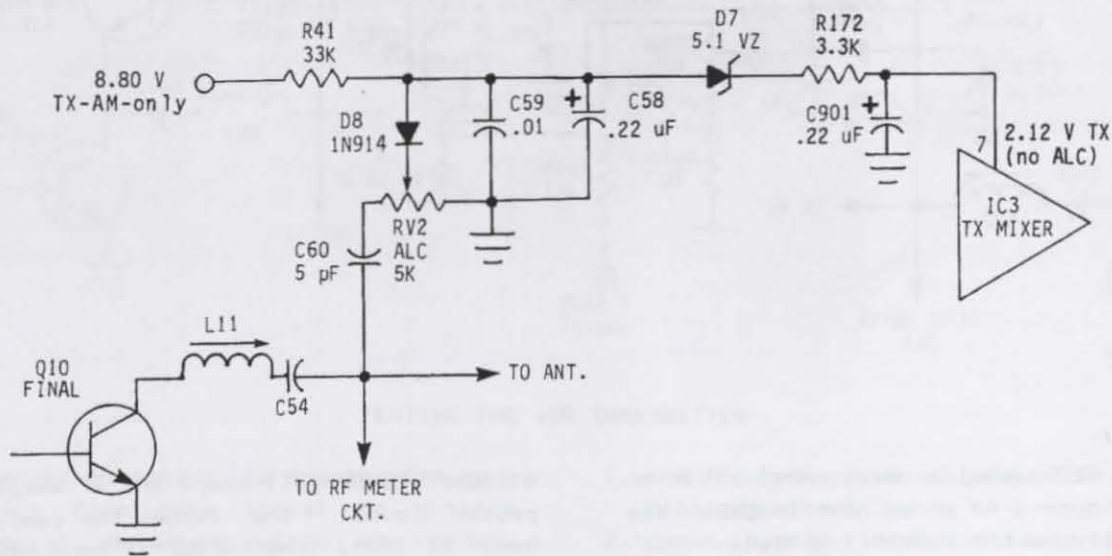 D7
5.1 VZ
R172
3.3K
R41
33K
8.80 V
TX-AM-only
D8
1N914
C59
.01
+
C58
.22 uF
C901
+
.22 uF
7
2.12 V TX
(no ALC)
IC3
TX MIXER
RV2
ALC
5K
C60
5 pF
L11
Q10
FINAL
C54
TO ANT.
TO RF METER
CKT.